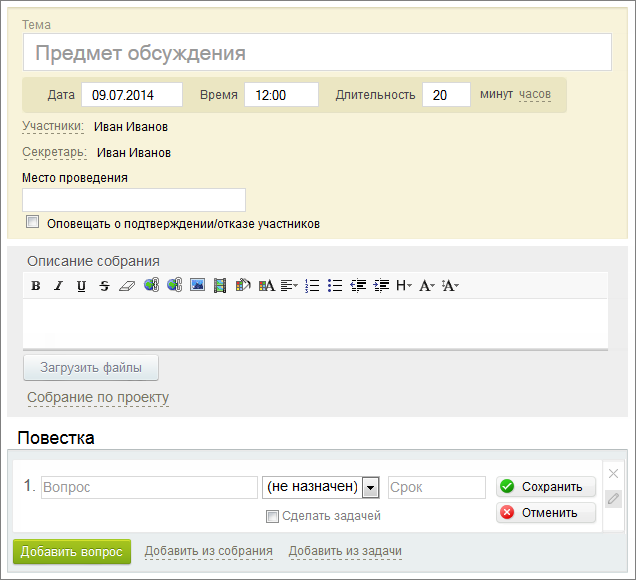 Тема
Предмет обсуждения
Дата 09.07.2014 Время 12:00 Длительность 20 минут часов
Участники: Иван Иванов
Секретарь: Иван Иванов
Место проведения
Оповещать о подтверждении/отказе участников
Описание собрания
B I U S H A A
Загрузить файлы
Собрание по проекту
Повестка
1. Вопрос (не назначен) Срок Сохранить
Сделать задачей Отменить
Добавить вопрос Добавить из собрания Добавить из задачи